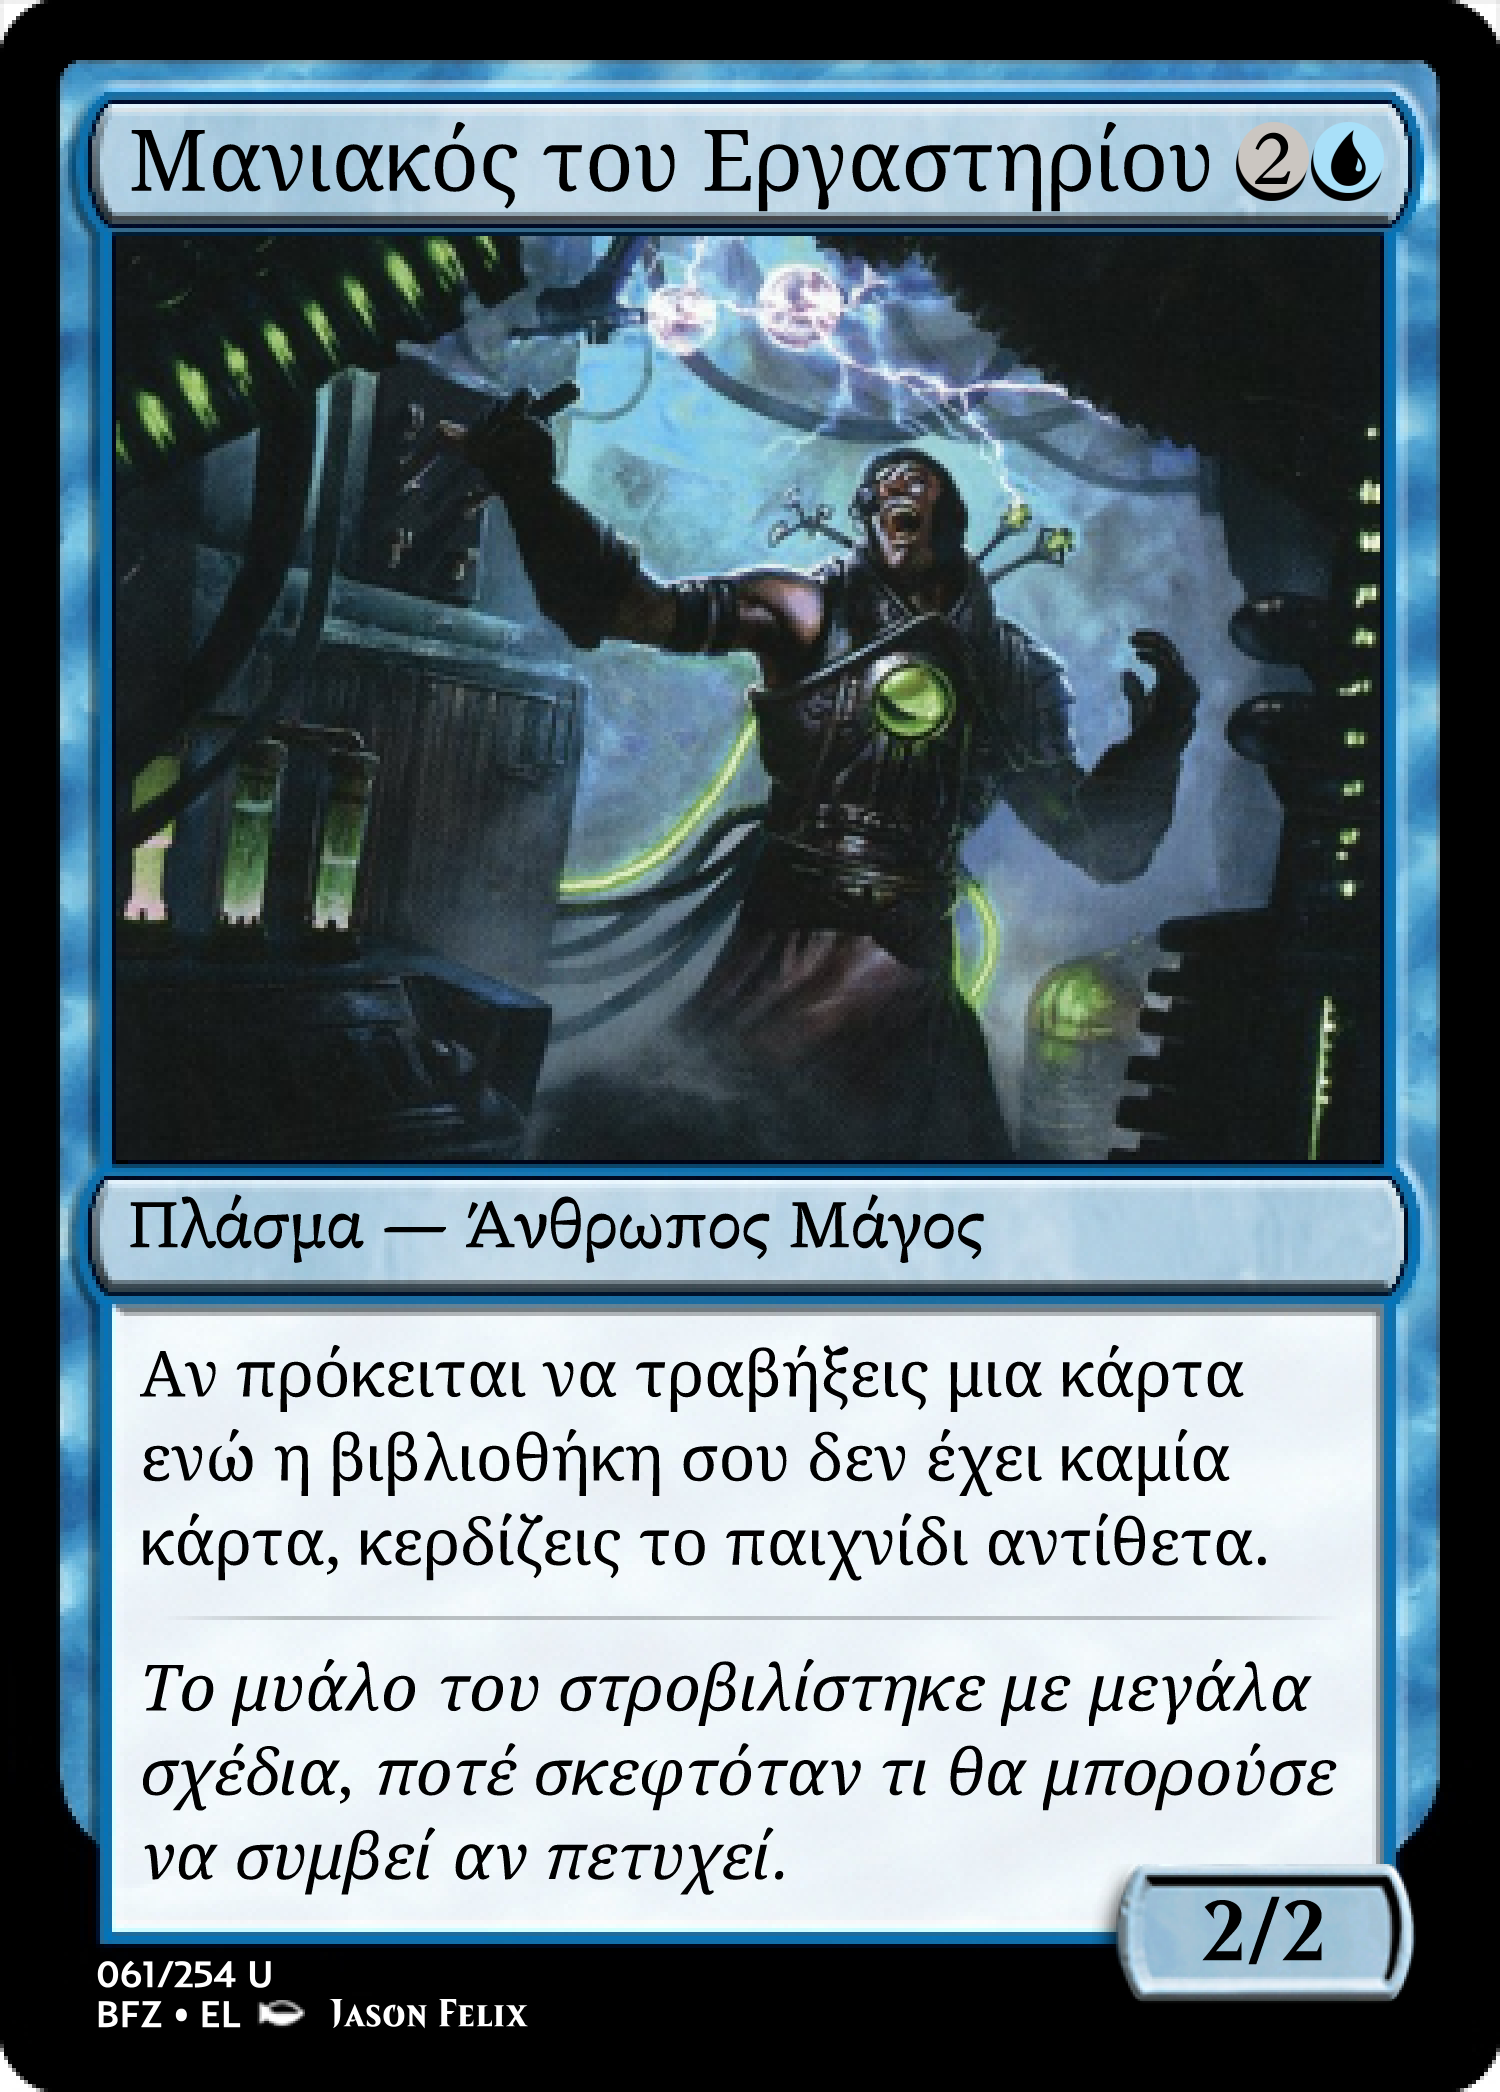 Μανιακός του Εργαστηρίου 2
Πλάσμα — Άνθρωπος Μάγος
Αν πρόκειται να τραβήξεις μια κάρτα
ενώ η βιβλιοθήκη σου δεν έχει καμία
κάρτα, κερδίζεις το παιχνίδι αντίθετα.
Το μυάλο του στροβιλίστηκε με μεγάλα
σχέδια, ποτέ σκεφτόταν τι θα μπορούσε
να συμβεί αν πετυχεί.
2/2
061/254 U
BFZ • EL Jason Felix